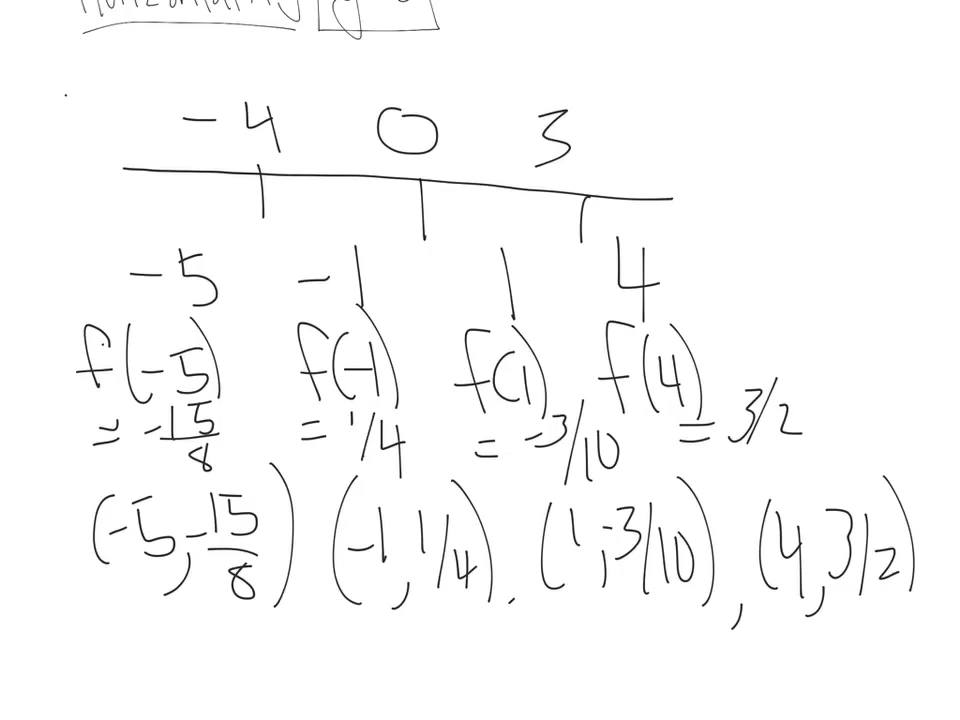 -4 0 3
-5 -1 1 4
f(-5) f(-1) f(1) f(4)
= -15/8 = 1/4 = -3/10 = 3/2
(-5, -15/8) (-1, 1/4), (1, -3/10), (4, 3/2)